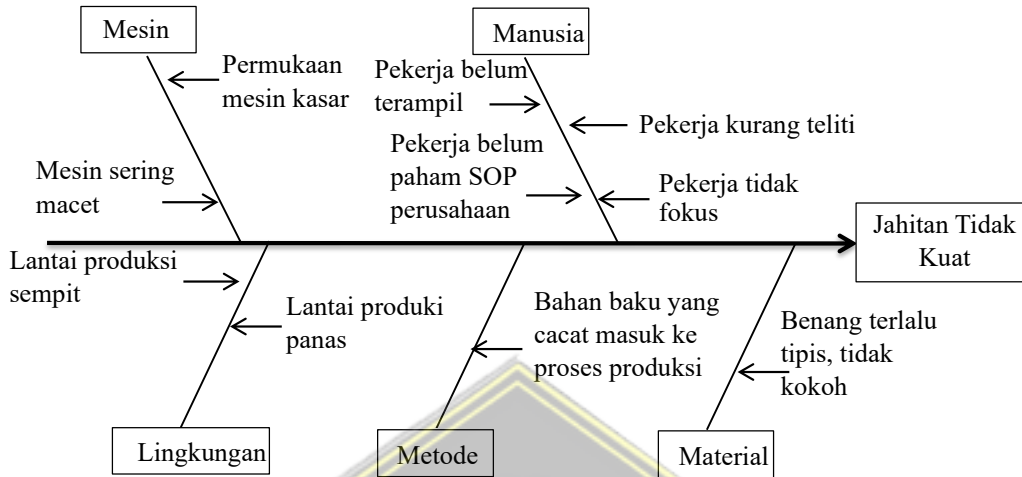 Mesin
Manusia
Permukaan
mesin kasar
Pekerja belum
terampil
Pekerja kurang teliti
Mesin sering
macet
Pekerja belum
paham SOP
perusahaan
Pekerja tidak
fokus
Jahitan Tidak
Kuat
Lantai produksi
sempit
Lantai produki
panas
Bahan baku yang
cacat masuk ke
proses produksi
Benang terlalu
tipis, tidak
kokoh
Lingkungan
Metode
Material